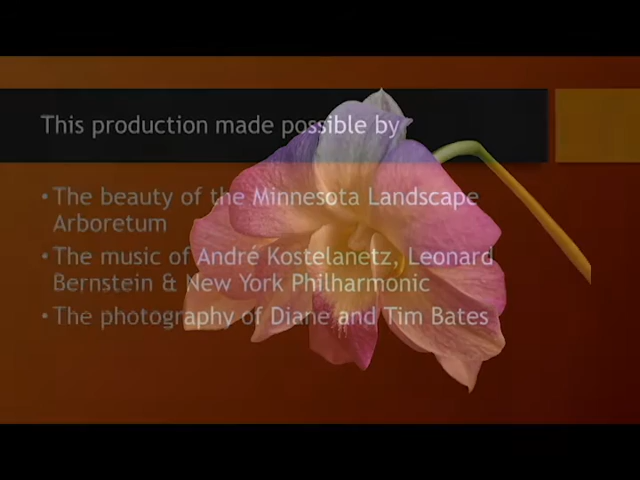 This production made possible by
• The beauty of the Minnesota Landscape
Arboretum
• The music of André Kostelanetz, Leonard
Bernstein & New York Philharmonic
• The photography of Diane and Tim Bates